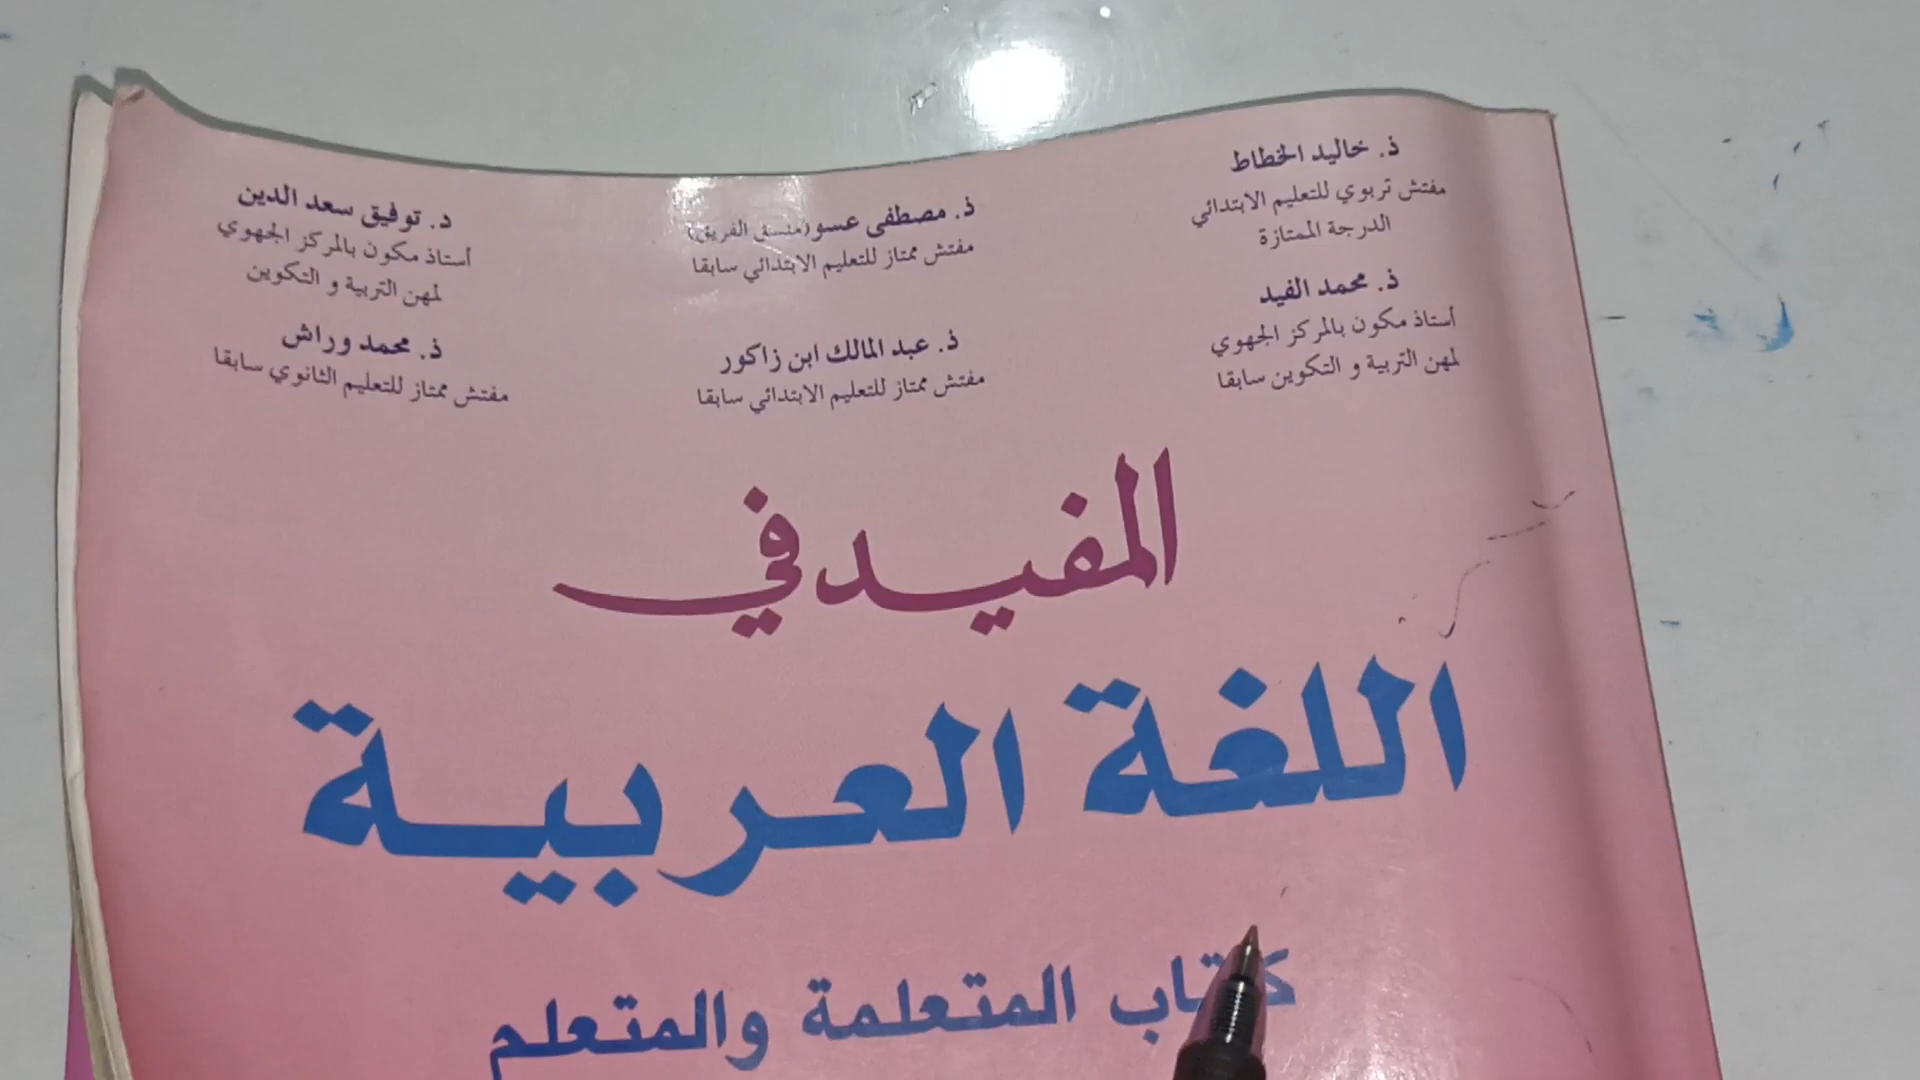 ذ. خاليد الخطاط
مفتش تربوي للتعليم الابتدائي
الدرجة الممتازة
ذ. محمد الفيد
أستاذ مكون بالمركز الجهوي
لمهن التربية و التكوين سابقا
ذ. مصطفى عسو (منسق الفريق)
مفتش ممتاز للتعليم الابتدائي سابقا
ذ. عبد المالك ابن زاكور
مفتش ممتاز للتعليم الابتدائي سابقا
د. توفيق سعد الدين
أستاذ مكون بالمركز الجهوي
لمهن التربية و التكوين
ذ. محمد وراش
مفتش ممتاز للتعليم الثانوي سابقا
المفيد في
اللغة العربية
كتاب المتعلمة والمتعلم